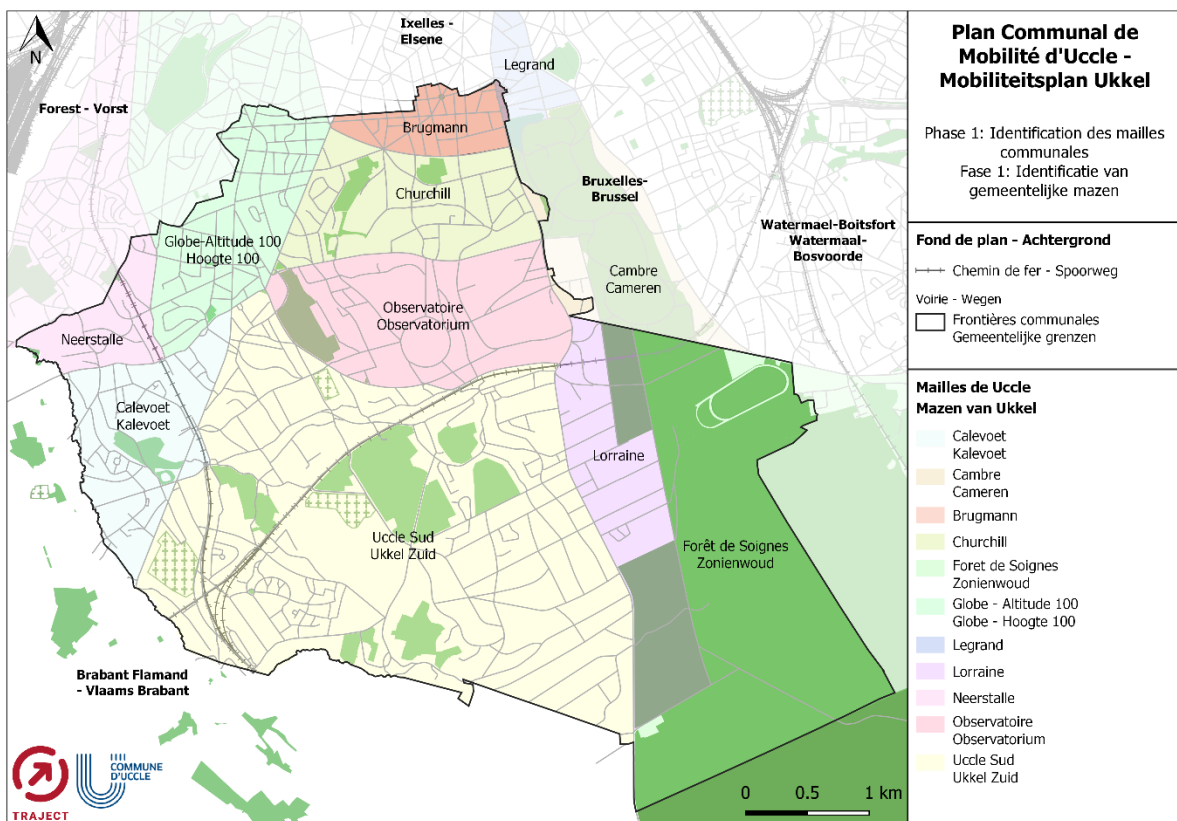 Plan Communal de
Mobilité d'Uccle -
Mobiliteitsplan Ukkel
Phase 1: Identification des mailles
communales
Fase 1: Identificatie van
gemeentelijke mazen
Fond de plan - Achtergrond
Chemin de fer - Spoorweg
Voirie - Wegen
Frontières communales
Gemeentelijke grenzen
Mailles de Uccle
Mazen van Ukkel
Calevoet
Kalevoet
Cambre
Cameren
Brugmann
Churchill
Foret de Soignes
Zonienwoud
Globe - Altitude 100
Globe - Hoogte 100
Legrand
Lorraine
Neerstalle
Observatoire
Observatorium
Uccle Sud
Ukkel Zuid
N
Ixelles -
Elsene
Legrand
Forest - Vorst
Brugmann
Bruxelles-
Brussel
Churchill
Watermael-Boitsfort
Watermaal-
Bosvoorde
Globe-Altitude 100
Hoogte 100
Cambre
Cameren
Observatoire
Observatorium
Neerstalle
Calevoet
Kalevoet
Lorraine
Uccle Sud
Ukkel Zuid
Forêt de Soignes
Zonienwoud
Brabant Flamand
- Vlaams Brabant
TRAJECT
COMMUNE
D'UCCLE
0 0.5 1 km